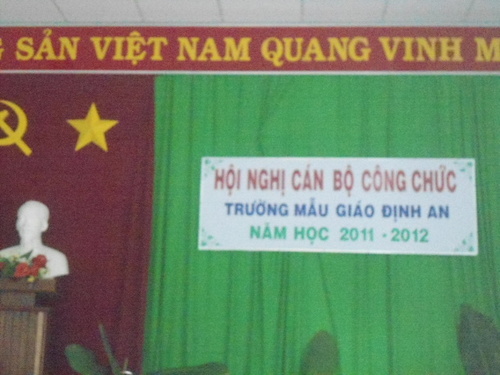 SẢN VIỆT NAM QUANG VINH
HỘI NGHỊ CÁN BỘ CÔNG CHỨC
TRƯỜNG MẪU GIÁO ĐỊNH AN
NĂM HỌC 2011 - 2012